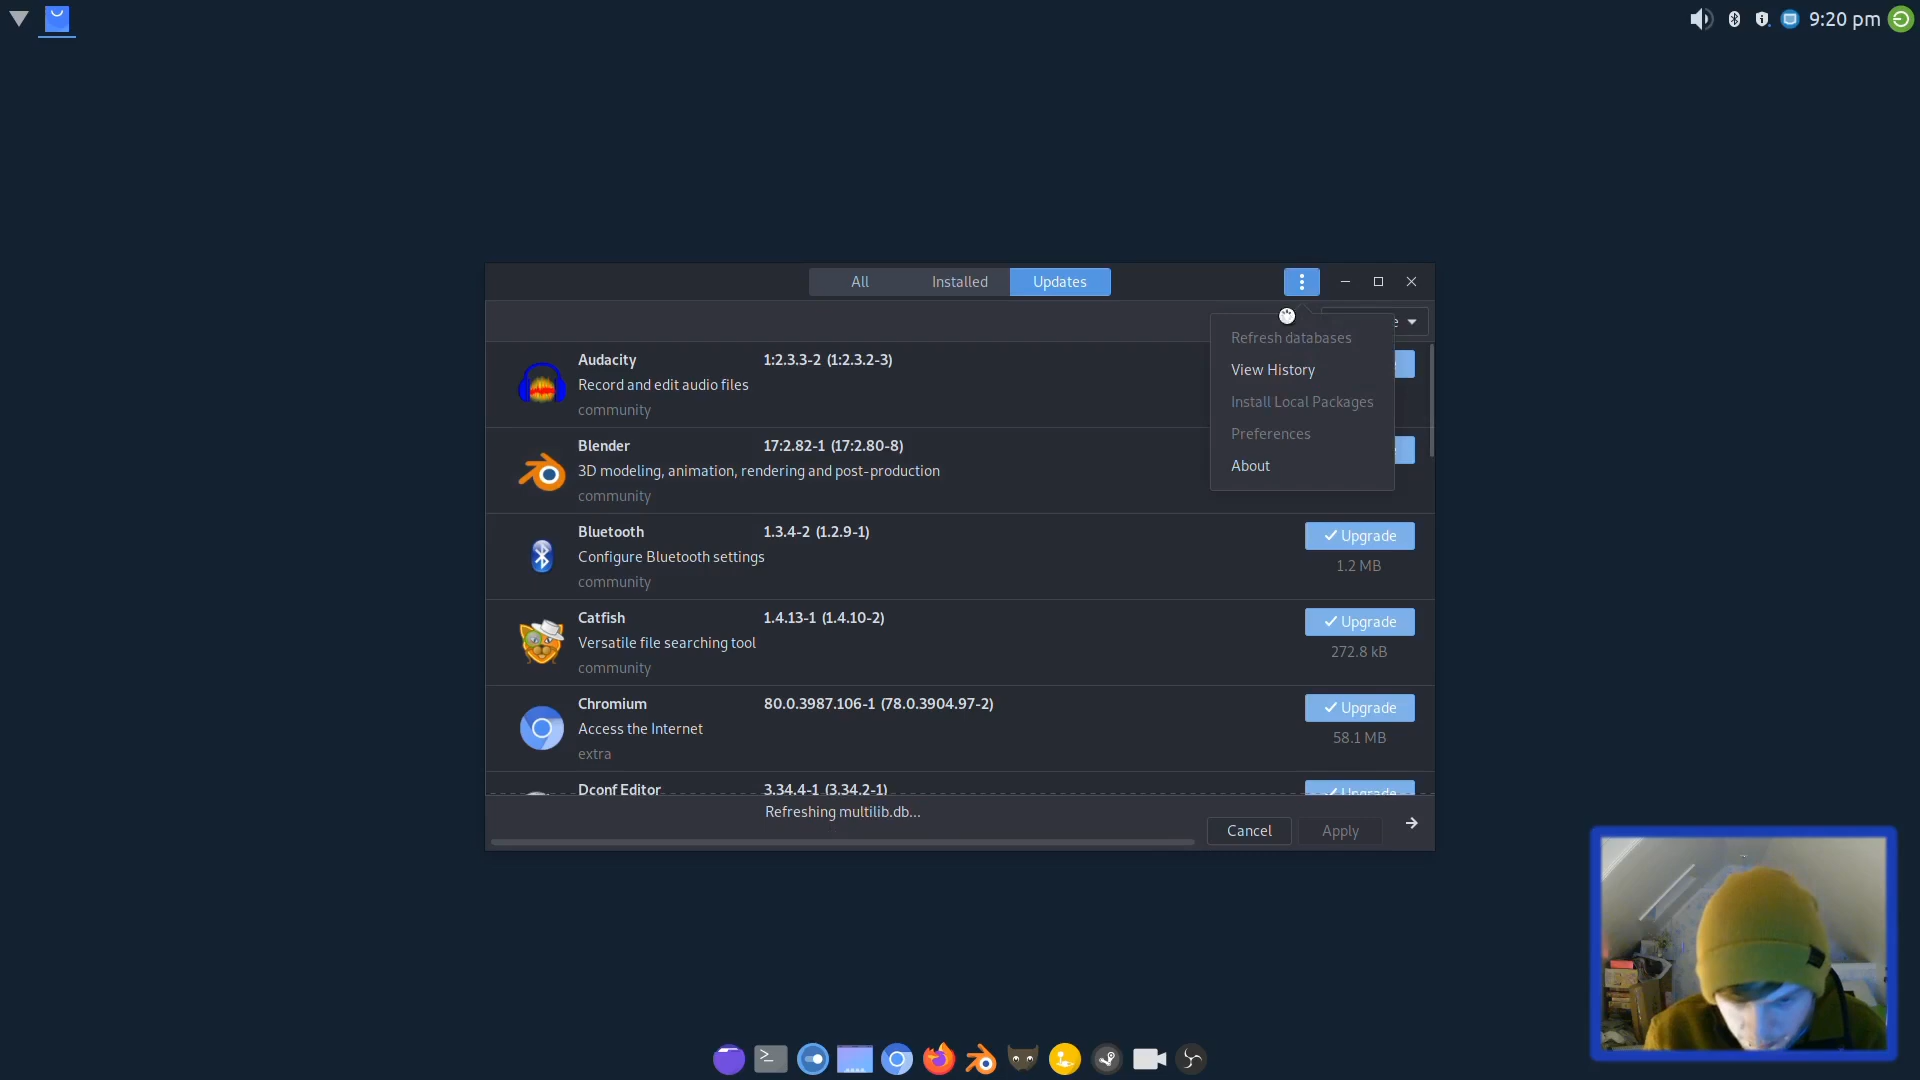 9:20 pm
All Installed Updates
Refresh databases
View History
Install Local Packages
Preferences
About
Audacity 1:2.3.3-2 (1:2.3.2-3)
Record and edit audio files
community
Blender 17:2.82-1 (17:2.80-8)
3D modeling, animation, rendering and post-production
community
Bluetooth 1.3.4-2 (1.2.9-1) Upgrade
Configure Bluetooth settings 1.2 MB
community
Catfish 1.4.13-1 (1.4.10-2) Upgrade
Versatile file searching tool 272.8 kB
community
Chromium 80.0.3987.106-1 (78.0.3904.97-2) Upgrade
Access the Internet 58.1 MB
extra
Dconf Editor 3.34.4-1 (3.34.2-1) Upgrade
Refreshing multilib.db...
Cancel Apply